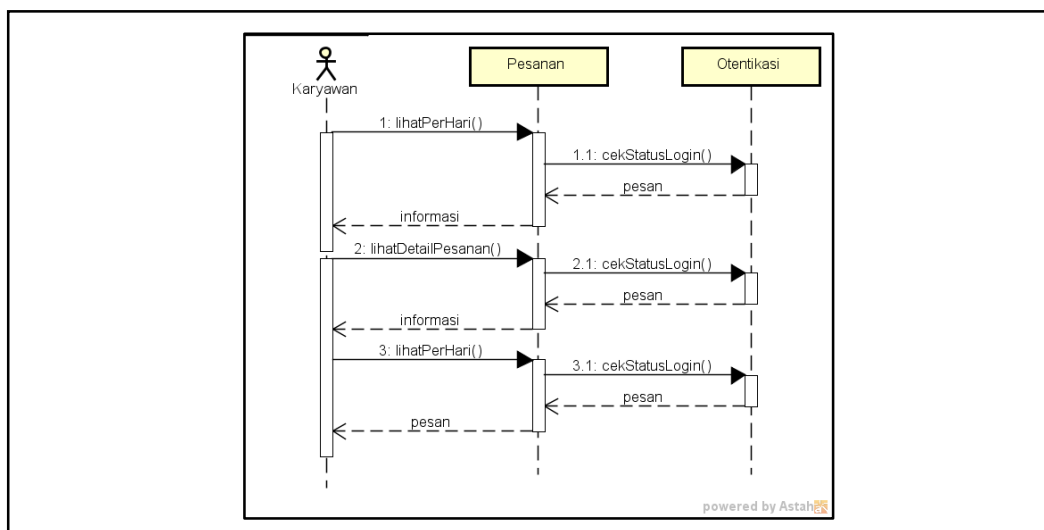 Karyawan
Pesanan
Otentikasi
1: lihatPerHari()
1.1: cekStatusLogin()
pesan
informasi
2: lihatDetailPesanan()
2.1: cekStatusLogin()
pesan
informasi
3: lihatPerHari()
3.1: cekStatusLogin()
pesan
pesan
powered by Astah